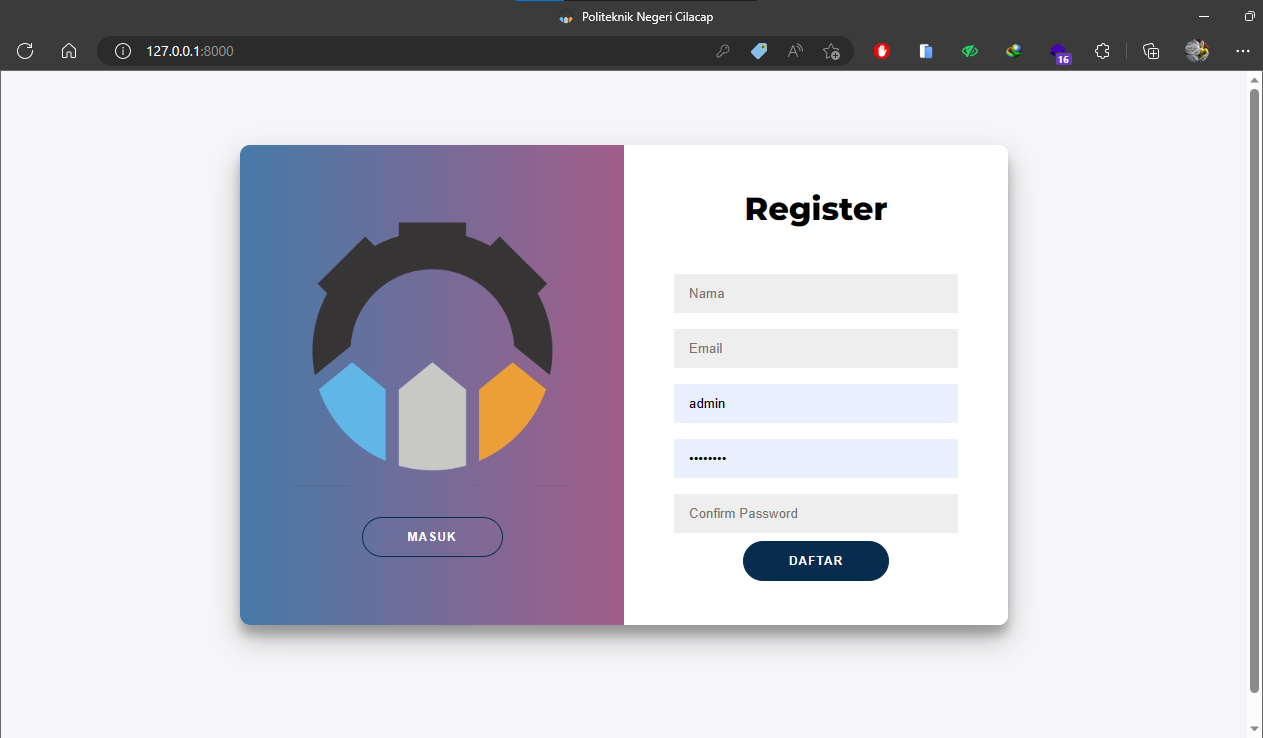 Politeknik Negeri Cilacap
127.0.0.1:8000
A
16
Register
Nama
Email
admin
••••••••
Confirm Password
MASUK
DAFTAR